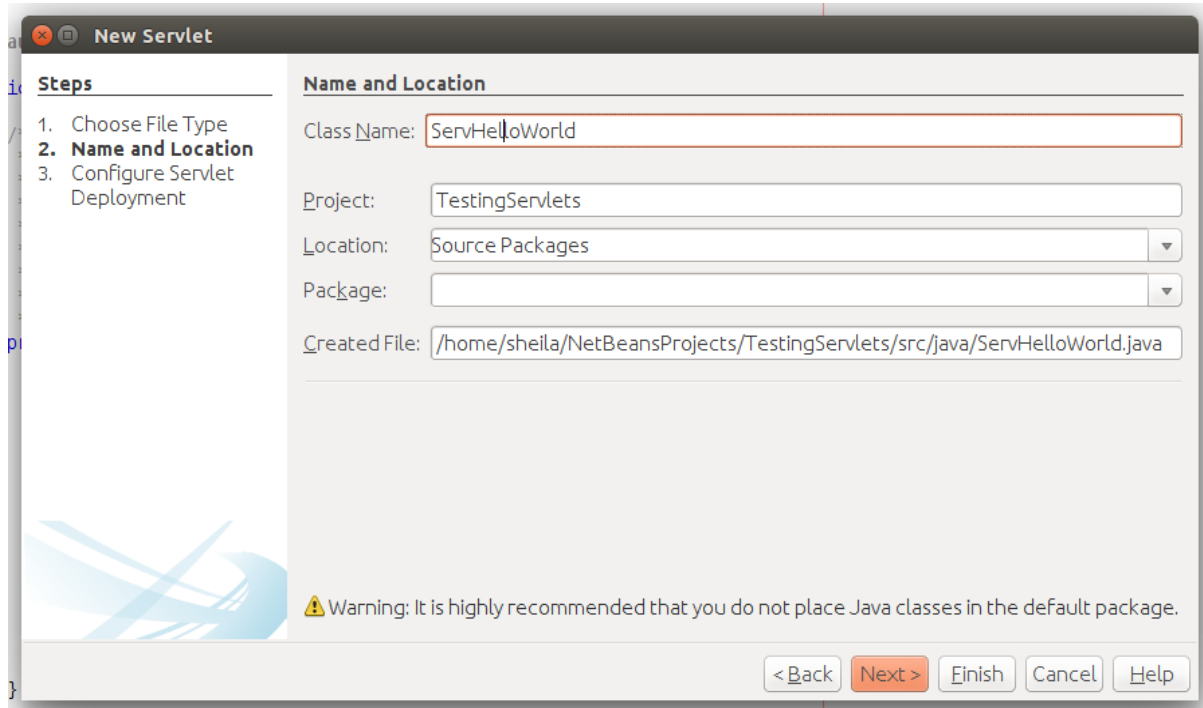 New Servlet
Steps
1. Choose File Type
2. Name and Location
3. Configure Servlet
Deployment
Name and Location
Class Name: ServHelloWorld
Project: TestingServlets
Location: Source Packages
Package:
Created File: /home/sheila/NetBeansProjects/TestingServlets/src/java/ServHelloWorld.java
Warning: It is highly recommended that you do not place Java classes in the default package.
< Back Next > Finish Cancel Help
}